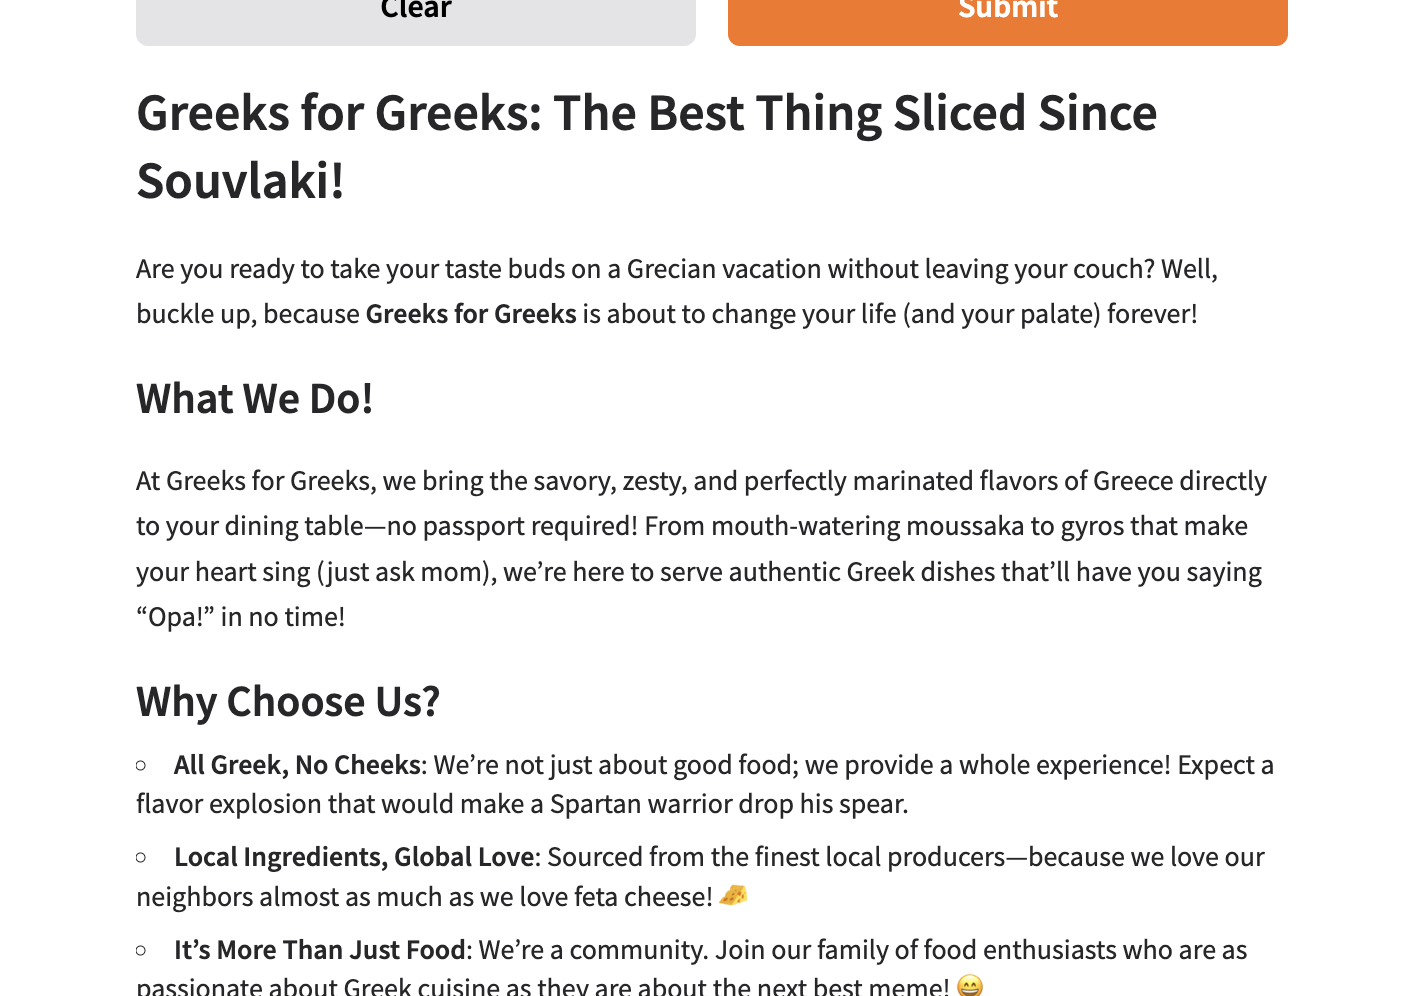 Clear
Submit
Greeks for Greeks: The Best Thing Sliced Since
Souvlaki!
Are you ready to take your taste buds on a Grecian vacation without leaving your couch? Well,
buckle up, because Greeks for Greeks is about to change your life (and your palate) forever!
What We Do!
At Greeks for Greeks, we bring the savory, zesty, and perfectly marinated flavors of Greece directly
to your dining table—no passport required! From mouth-watering moussaka to gyros that make
your heart sing (just ask mom), we’re here to serve authentic Greek dishes that’ll have you saying
“Opa!” in no time!
Why Choose Us?
○ All Greek, No Cheeks: We’re not just about good food; we provide a whole experience! Expect a
flavor explosion that would make a Spartan warrior drop his spear.
○ Local Ingredients, Global Love: Sourced from the finest local producers—because we love our
neighbors almost as much as we love feta cheese! 🧀
○ It’s More Than Just Food: We’re a community. Join our family of food enthusiasts who are as
passionate about Greek cuisine as they are about the next best meme! 😄